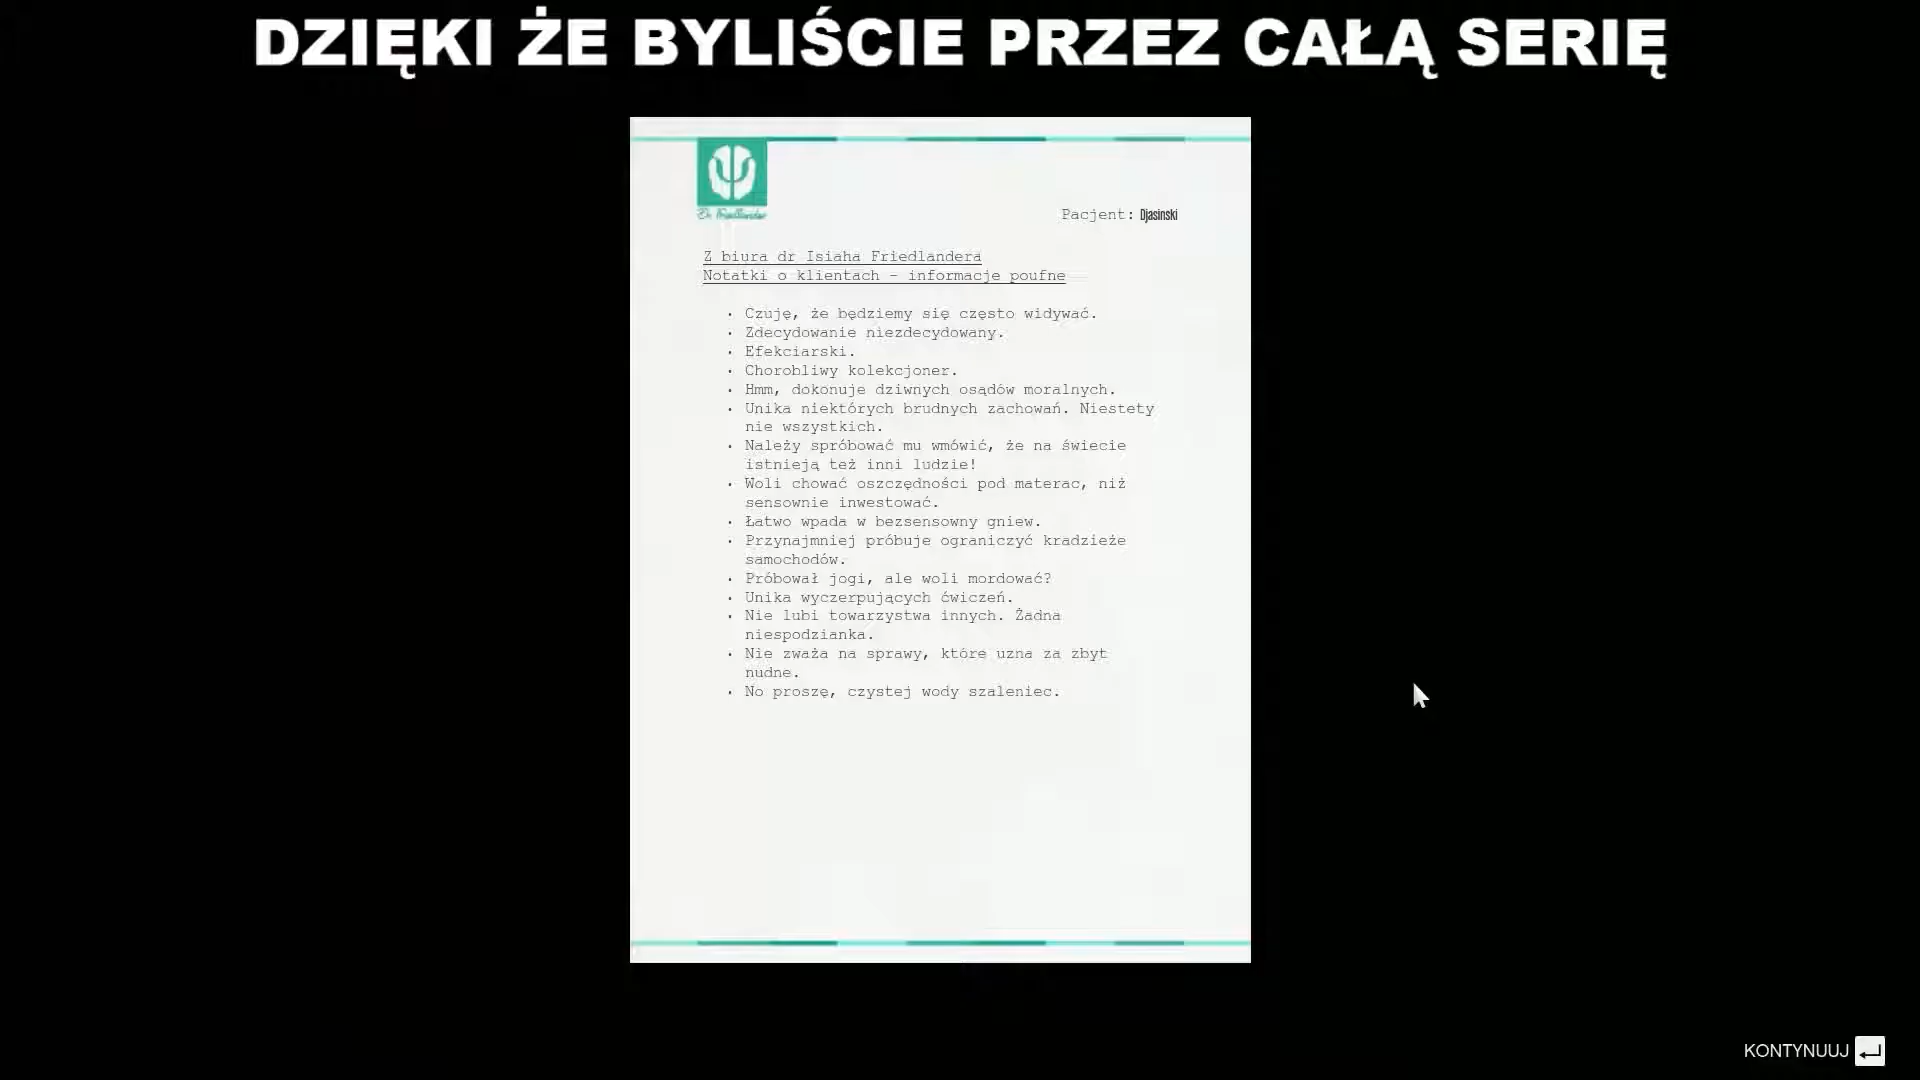 DZIĘKI ŻE BYLIŚCIE PRZEZ CAŁĄ SERIĘ
Dr Friedlander
Pacjent: Djasinski
Z biura dr Isiaha Friedlandera
Notatki o klientach - informacje poufne
• Czuję, że będziemy się często widywać.
• Zdecydowanie niezdecydowany.
• Efekciarski.
• Chorobliwy kolekcjoner.
• Hmm, dokonuje dziwnych osądów moralnych.
• Unika niektórych brudnych zachowań. Niestety
nie wszystkich.
• Należy spróbować mu wmówić, że na świecie
istnieją też inni ludzie!
• Woli chować oszczędności pod materac, niż
sensownie inwestować.
• Łatwo wpada w bezsensowny gniew.
• Przynajmniej próbuje ograniczyć kradzieże
samochodów.
• Próbował jogi, ale woli mordować?
• Unika wyczerpujących ćwiczeń.
• Nie lubi towarzystwa innych. Żadna
niespodzianka.
• Nie zważa na sprawy, które uzna za zbyt
nudne.
• No proszę, czystej wody szaleniec.
KONTYNUUJ